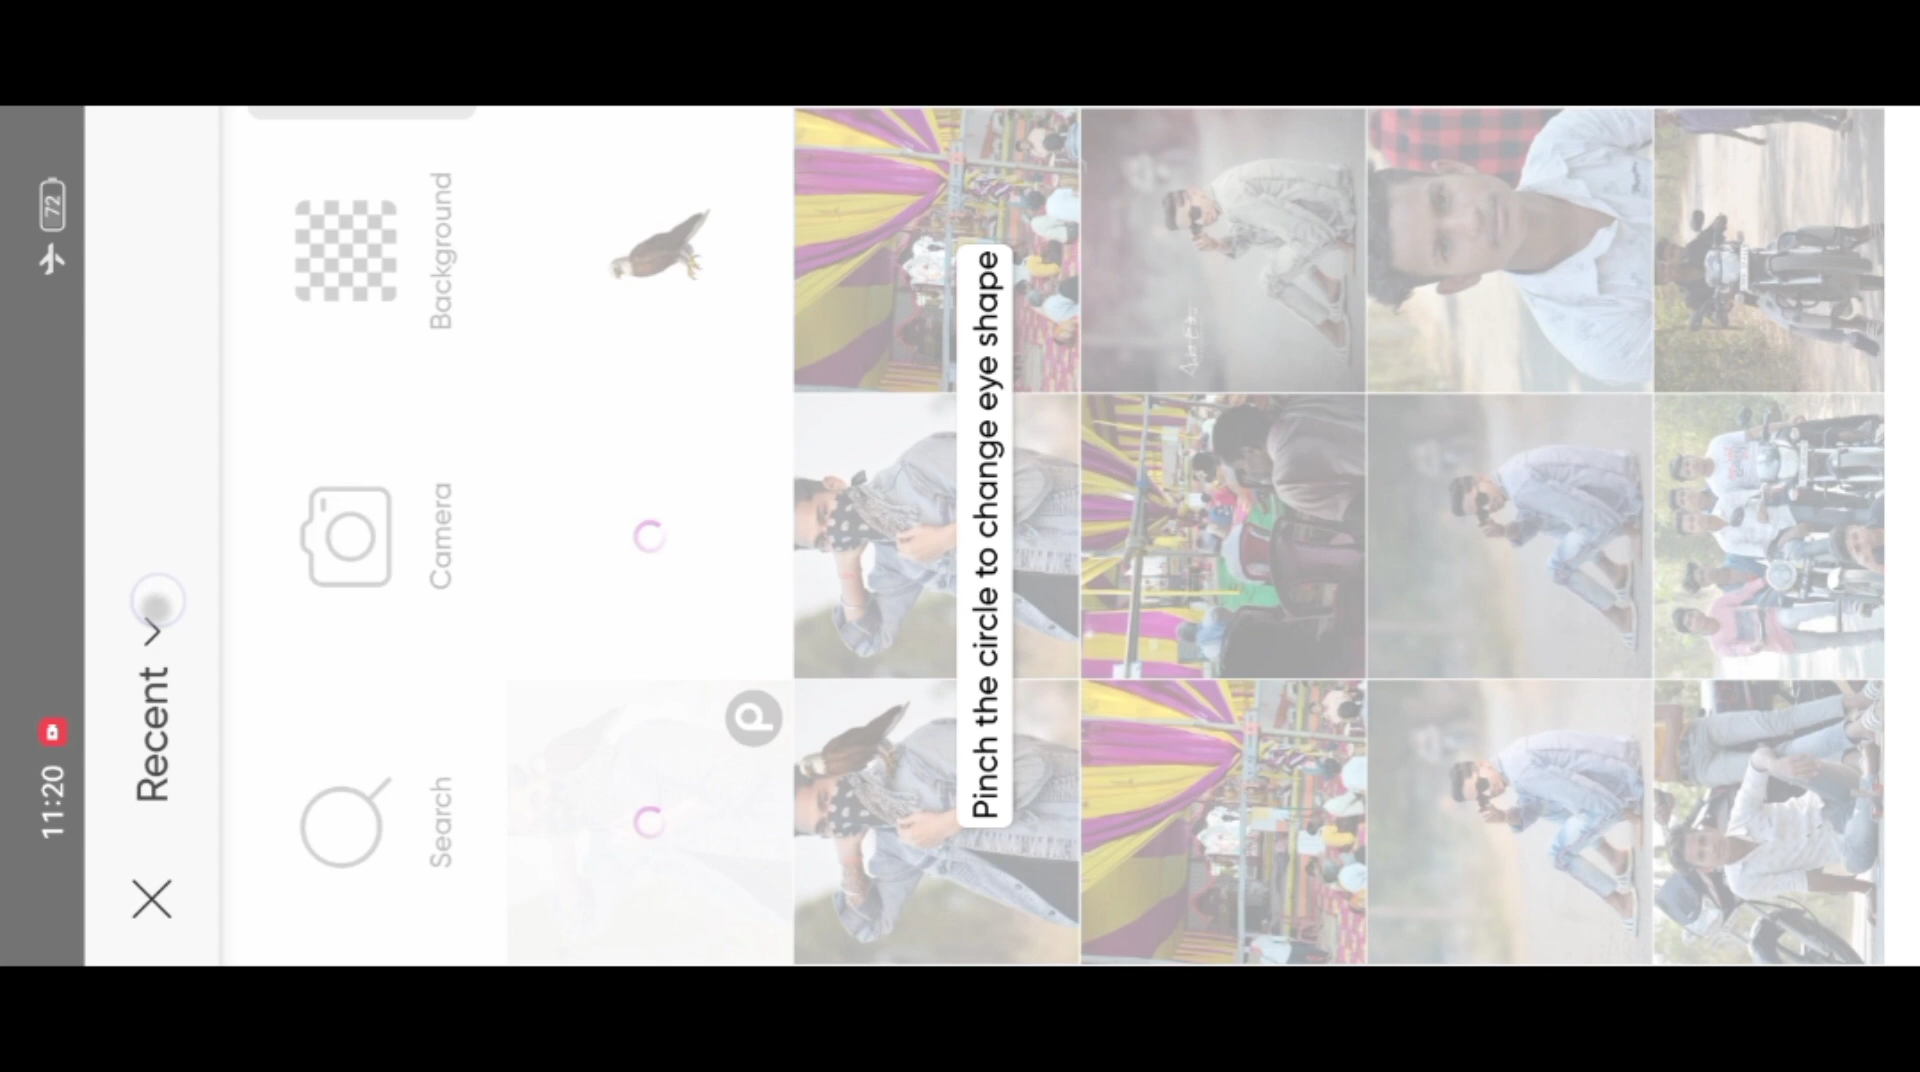 11:20
72
Recent
Search
Camera
Background
Pinch the circle to change eye shape